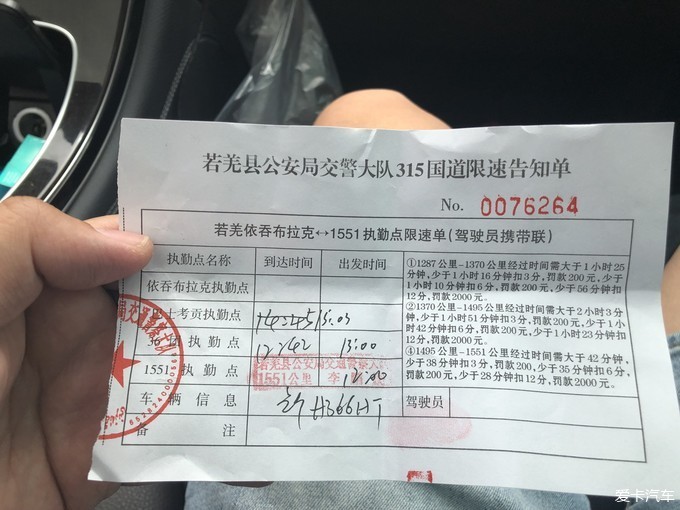 若羌县公安局交警大队315国道限速告知单
No. 0076264
若羌依吞布拉克↔1551执勤点限速单(驾驶员携带联)
执勤点名称 到达时间 出发时间
依吞布拉克执勤点
士考贡执勤点 15:05
36 执勤点 12:42 13:00
1551 执勤点 12:00
若羌县公安局交通警察大
1551公里 李
车辆信息 驾驶员
备注
①1287公里-1370公里经过时间需大于1小时25
分钟,少于1小时16分钟扣3分,罚款200元,少于
1小时10分钟扣6分,罚款200元,少于56分钟扣
12分,罚款2000元。
②1370公里-1495公里经过时间需大于2小时3分
钟,少于1小时51分钟扣3分,罚款200元,少于1小时
42分钟扣6分,罚款200元,少于1小时23分钟扣
12分,罚款2000元。
④1495公里-1551公里经过时间需大于42分钟,
少于38分扣3分,罚款200,少于35分扣6分,罚
款200元,少于28分钟扣12分,罚款2000元。
爱卡汽车